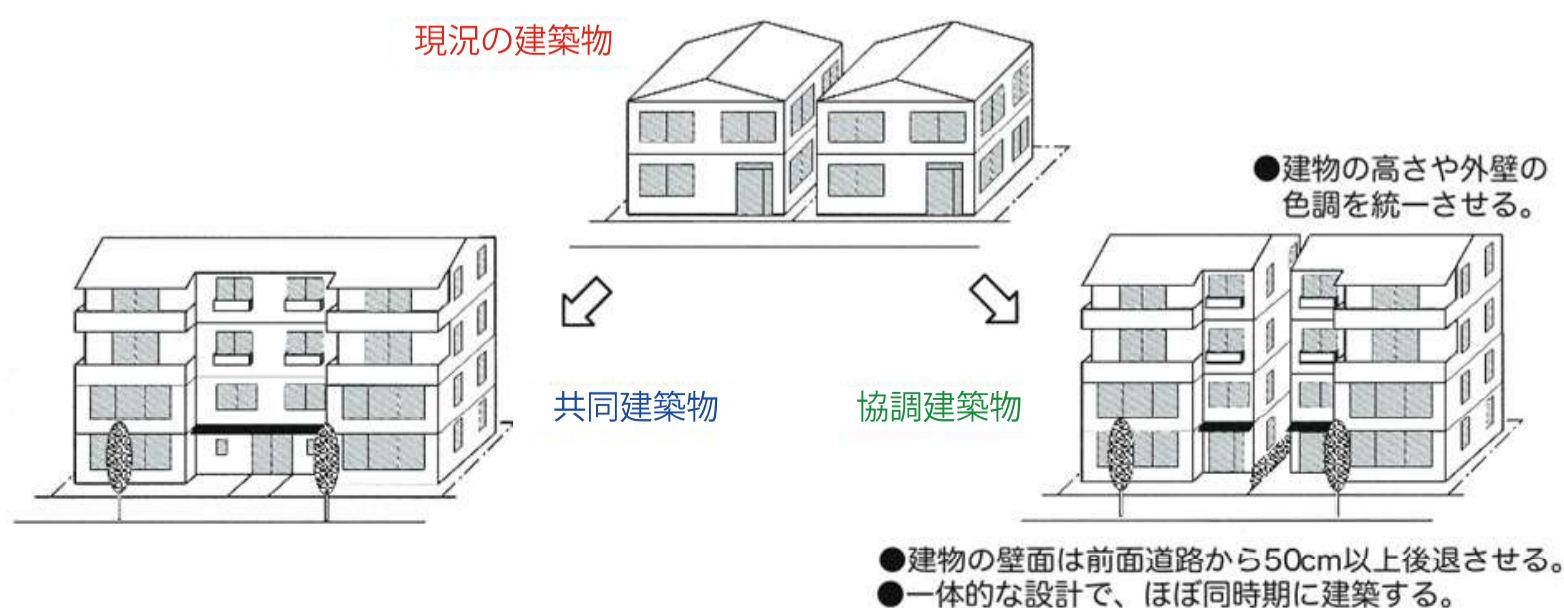 現況の建築物
●建物の高さや外壁の
色調を統一させる。
共同建築物
協調建築物
●建物の壁面は前面道路から50cm以上後退させる。
●一体的な設計で、ほぼ同時期に建築する。